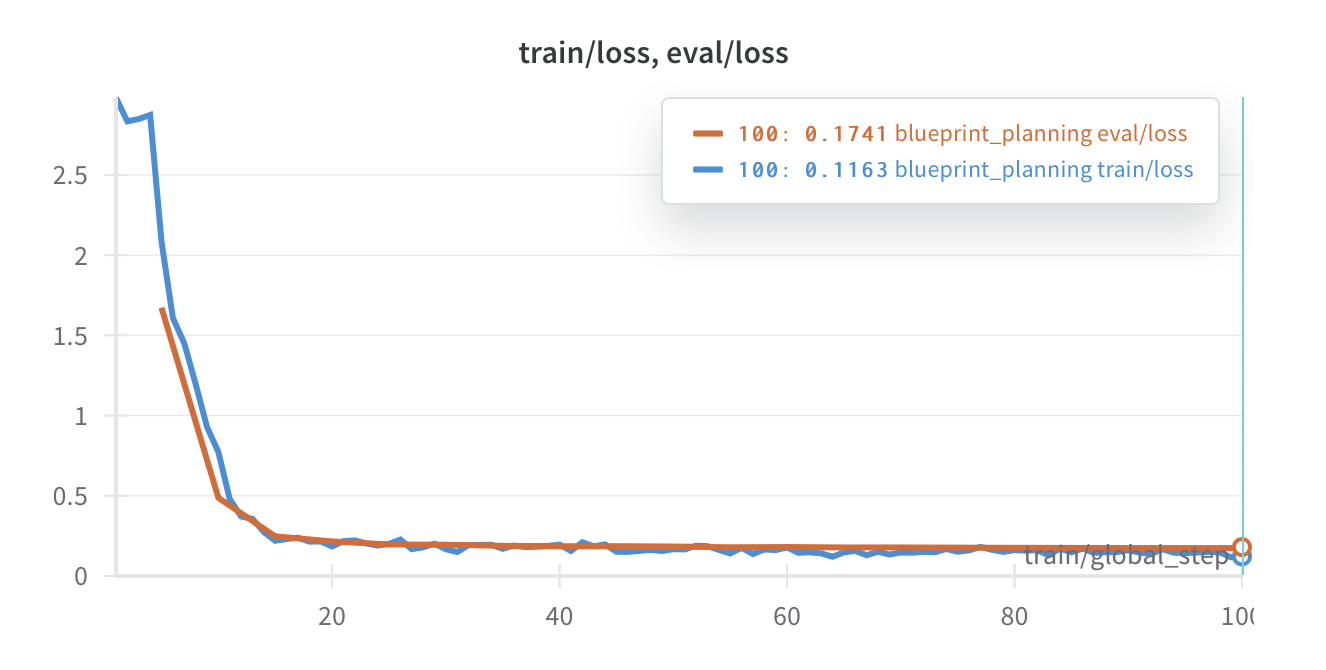 train/loss, eval/loss
100: 0.1741 blueprint_planning eval/loss
100: 0.1163 blueprint_planning train/loss
2.5
2
1.5
1
0.5
0
train/global_step
20 40 60 80 100